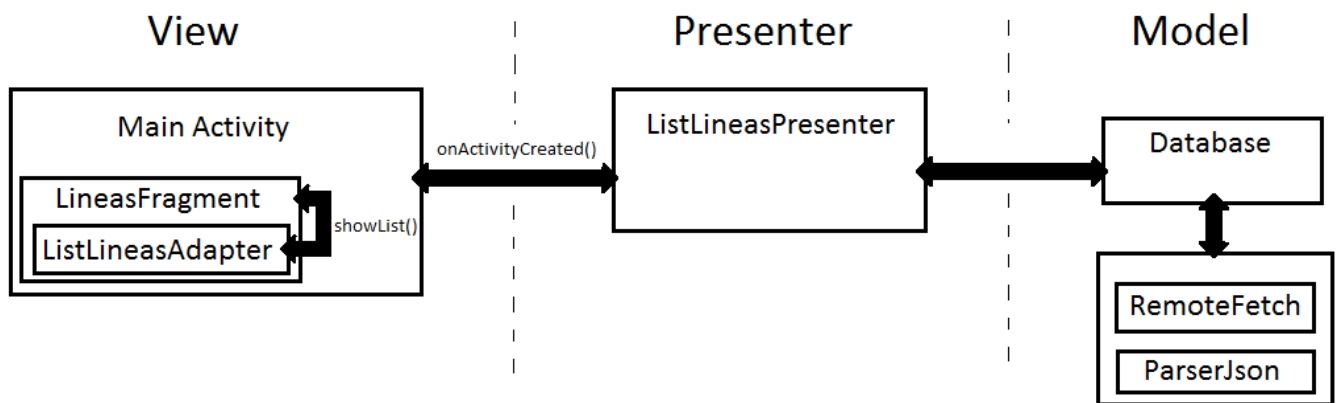 View
Presenter
Model
Main Activity
LineasFragment
ListLineasAdapter
showList()
onActivityCreated()
ListLineasPresenter
Database
RemoteFetch
ParserJson